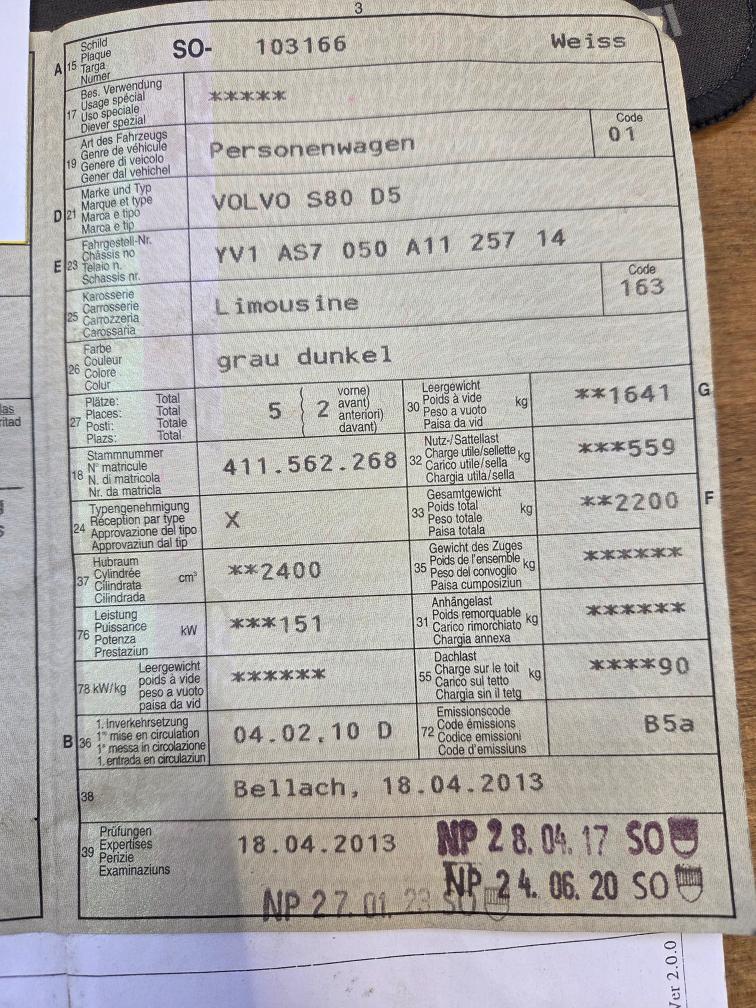 3
A 15 Schild
Plaque
Targa
Numer
SO- 103166 Weiss
17 Bes. Verwendung
Usage spécial
Uso speciale
Diever spezial
*****
19 Art des Fahrzeugs
Genre de véhicule
Genere di veicolo
Gener dal vehichel
Personenwagen
Code
01
D 21 Marke und Typ
Marque et type
Marca e tipo
Marca e tip
VOLVO S80 D5
E 23 Fahrgestell-Nr.
Châssis no
Telaio n.
Schassis nr.
YV1 AS7 050 A11 257 14
25 Karosserie
Carrosserie
Carrozzeria
Carossaria
Limousine
Code
163
26 Farbe
Couleur
Colore
Colur
grau dunkel
27 Plätze: Total
Places: Total
Posti: Totale
Plazs: Total
5 ( 2 vorne)
avant)
anteriori)
davant)
30 Leergewicht
Poids à vide
Peso a vuoto
Paisa da vid
kg
**1641 G
18 Stammnummer
N° matricule
N. di matricola
Nr. da matricla
411.562.268
32 Nutz-/Sattellast
Charge utile/sellette
Carico utile/sella
Chargia utila/sella
kg
***559
24 Typengenehmigung
Réception par type
Approvazione del tipo
Approvaziun dal tip
X
33 Gesamtgewicht
Poids total
Peso totale
Paisa totala
kg
**2200 F
37 Hubraum
Cylindrée
Cilindrata
Cilindrada
cm³
**2400
35 Gewicht des Zuges
Poids de l'ensemble
Peso del convoglio
Paisa cumposiziun
kg
******
76 Leistung
Puissance
Potenza
Prestaziun
kW
***151
31 Anhängelast
Poids remorquable
Carico rimorchiato
Chargia annexa
kg
******
78 kW/kg Leergewicht
poids à vide
peso a vuoto
paisa da vid
******
55 Dachlast
Charge sur le toit
Carico sul tetto
Chargia sin il tetg
kg
****90
B 36 1. Inverkehrsetzung
1re mise en circulation
1a messa in circolazione
1. entrada en circulaziun
04.02.10 D
72 Emissionscode
Code émissions
Codice emissioni
Code d'emissiuns
B5a
38 Bellach, 18.04.2013
39 Prüfungen
Expertises
Perizie
Examinaziuns
18.04.2013
NP 28.04.17 SO
NP 24.06.20 SO
NP 27.01.23 SO
Ver 2.0.0